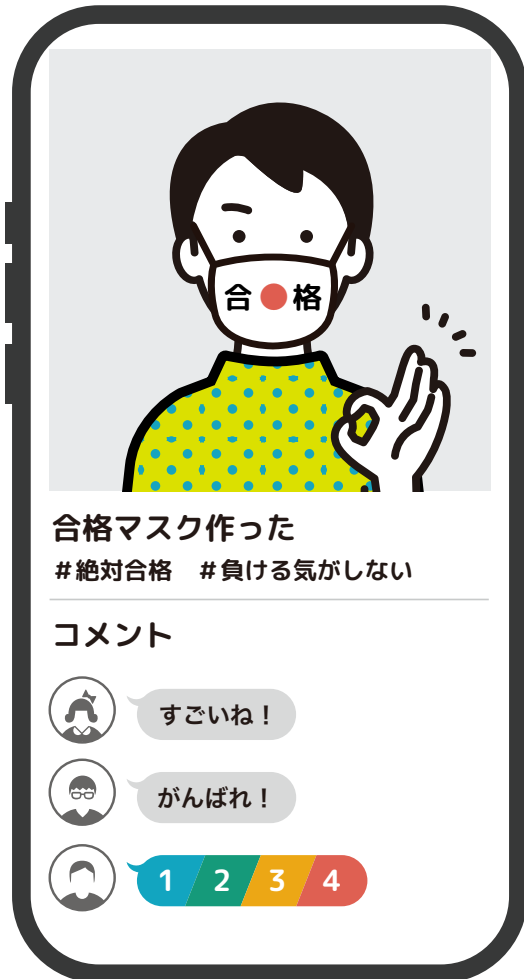 合●格
合格マスク作った
#絶対合格 #負ける気がしない
コメント
すごいね！
がんばれ！
1 2 3 4